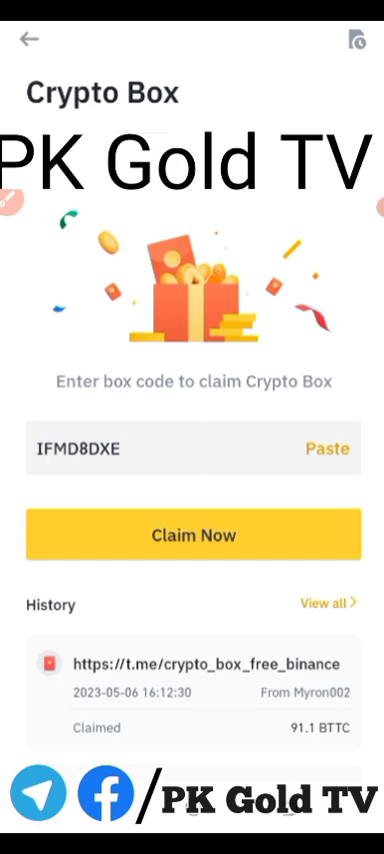 Crypto Box
PK Gold TV
Enter box code to claim Crypto Box
IFMD8DXE Paste
Claim Now
History View all >
https://t.me/crypto_box_free_binance
2023-05-06 16:12:30 From Myron002
Claimed 91.1 BTTC
/PK Gold TV